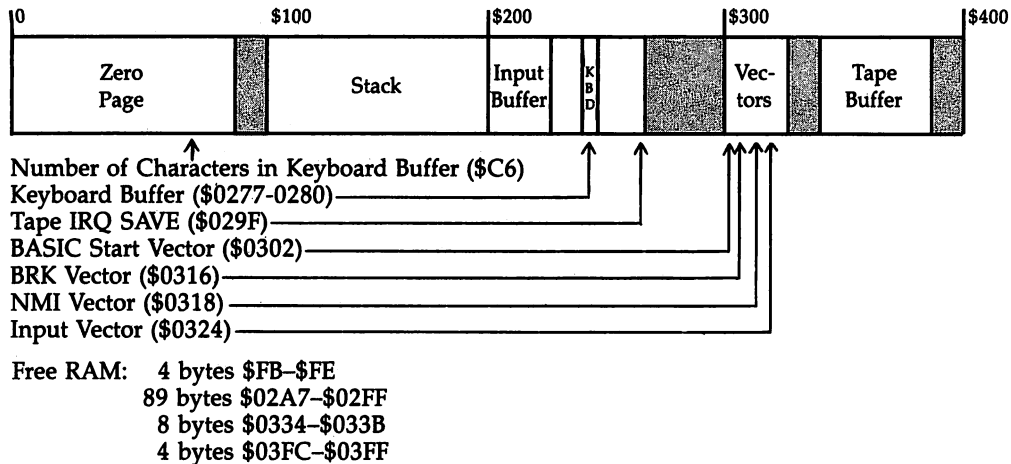 0 $100 $200 $300 $400
Zero
Page
Stack
Input
Buffer
K
B
D
Vec-
tors
Tape
Buffer
Number of Characters in Keyboard Buffer ($C6)
Keyboard Buffer ($0277-0280)
Tape IRQ SAVE ($029F)
BASIC Start Vector ($0302)
BRK Vector ($0316)
NMI Vector ($0318)
Input Vector ($0324)
Free RAM: 4 bytes $FB–$FE
89 bytes $02A7–$02FF
8 bytes $0334–$033B
4 bytes $03FC–$03FF